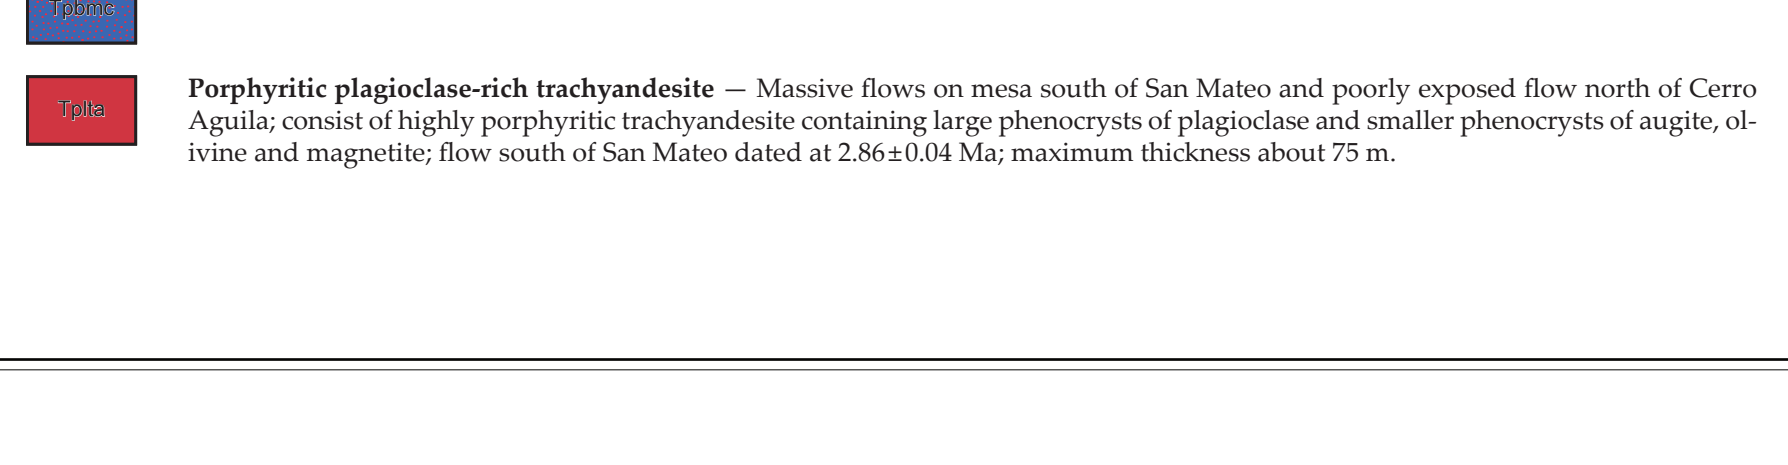 Tpbmc
Tplta
Porphyritic plagioclase-rich trachyandesite — Massive flows on mesa south of San Mateo and poorly exposed flow north of Cerro
Aguila; consist of highly porphyritic trachyandesite containing large phenocrysts of plagioclase and smaller phenocrysts of augite, ol-
ivine and magnetite; flow south of San Mateo dated at 2.86±0.04 Ma; maximum thickness about 75 m.